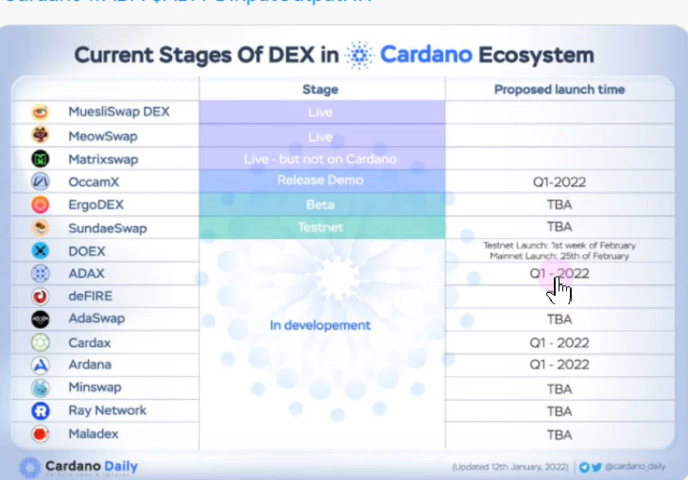 Current Stages Of DEX in Cardano Ecosystem
Stage Proposed launch time
MuesliSwap DEX Live
MeowSwap Live
Matrixswap Live - but not on Cardano
OccamX Release Demo Q1-2022
ErgoDEX Beta TBA
SundaeSwap Testnet TBA
DOEX Testnet Launch: 1st week of February
Mainnet Launch: 25th of February
ADAX Q1 - 2022
deFIRE
AdaSwap TBA
In developement
Cardax Q1 - 2022
Ardana Q1 - 2022
Minswap TBA
Ray Network TBA
Maladex TBA
Cardano Daily (Updated 12th January, 2022) @cardano_daily